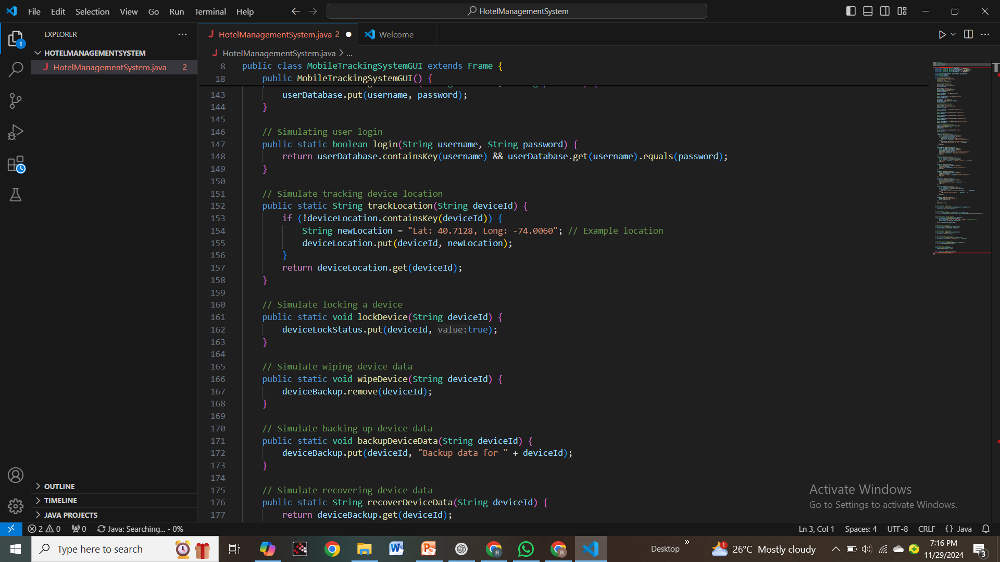 File Edit Selection View Go Run Terminal Help
HotelManagementSystem
EXPLORER
HOTELMANAGEMENTSYSTEM
HotelManagementSystem.java 2
1
OUTLINE
TIMELINE
JAVA PROJECTS
HotelManagementSystem.java 2
Welcome
HotelManagementSystem.java > ...
8 public class MobileTrackingSystemGUI extends Frame {
18 public MobileTrackingSystemGUI() {
143 userDatabase.put(username, password);
144 }
145
146 // Simulating user login
147 public static boolean login(String username, String password) {
148 return userDatabase.containsKey(username) && userDatabase.get(username).equals(password);
149 }
150
151 // Simulate tracking device location
152 public static String trackLocation(String deviceId) {
153 if (!deviceLocation.containsKey(deviceId)) {
154 String newLocation = "Lat: 40.7128, Long: -74.0060"; // Example location
155 deviceLocation.put(deviceId, newLocation);
156 }
157 return deviceLocation.get(deviceId);
158 }
159
160 // Simulate locking a device
161 public static void lockDevice(String deviceId) {
162 deviceLockStatus.put(deviceId, value:true);
163 }
164
165 // Simulate wiping device data
166 public static void wipeDevice(String deviceId) {
167 deviceBackup.remove(deviceId);
168 }
169
170 // Simulate backing up device data
171 public static void backupDeviceData(String deviceId) {
172 deviceBackup.put(deviceId, "Backup data for " + deviceId);
173 }
174
175 // Simulate recovering device data
176 public static String recoverDeviceData(String deviceId) {
177 return deviceBackup.get(deviceId);
Activate Windows
Go to Settings to activate Windows.
2 0 0 Java: Searching... - 0%
Ln 3, Col 1 Spaces: 4 UTF-8 CRLF {} Java
Type here to search
Desktop
1
26°C Mostly cloudy
7:16 PM
11/29/2024
3